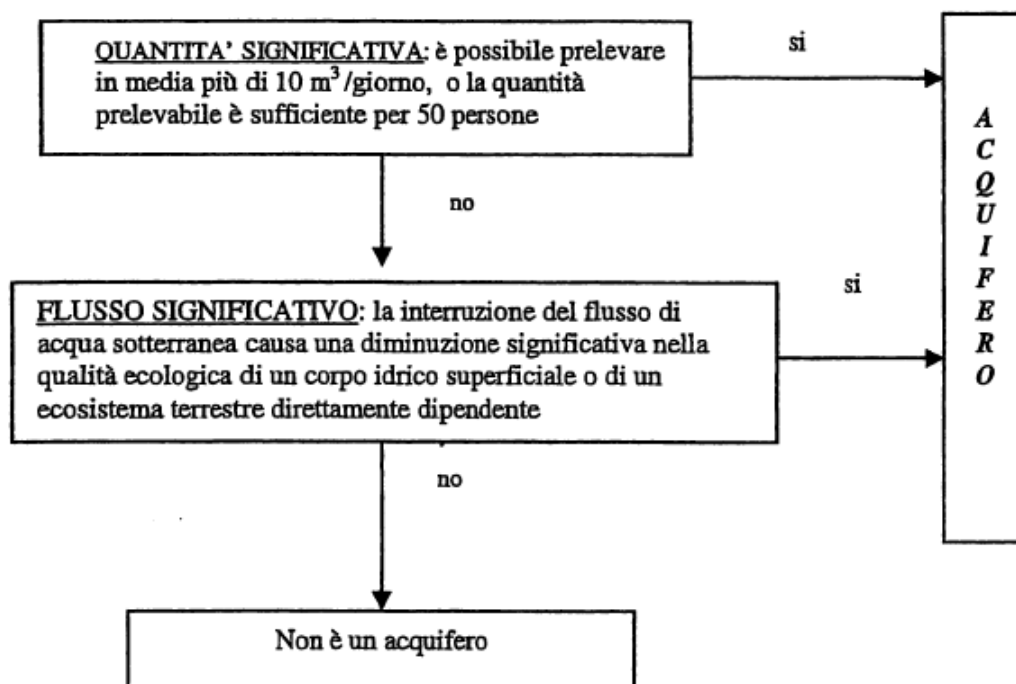 QUANTITA' SIGNIFICATIVA: è possibile prelevare
in media più di 10 m³/giorno, o la quantità
prelevabile è sufficiente per 50 persone
si
no
FLUSSO SIGNIFICATIVO: la interruzione del flusso di
acqua sotterranea causa una diminuzione significativa nella
qualità ecologica di un corpo idrico superficiale o di un
ecosistema terrestre direttamente dipendente
si
no
Non è un acquifero
A
C
Q
U
I
F
E
R
O